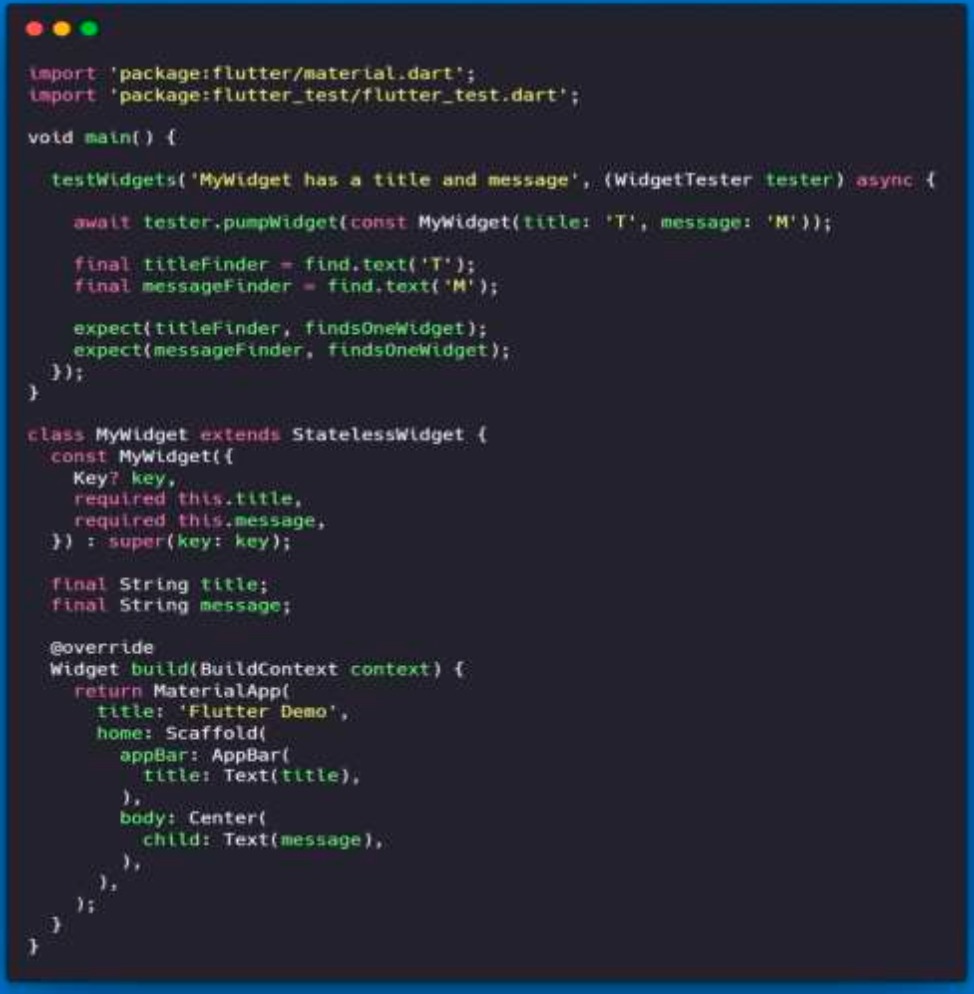 import 'package:flutter/material.dart';
import 'package:flutter_test/flutter_test.dart';
void main() {
testWidgets('MyWidget has a title and message', (WidgetTester tester) async {
await tester.pumpWidget(const MyWidget(title: 'T', message: 'M'));
final titleFinder = find.text('T');
final messageFinder = find.text('M');
expect(titleFinder, findsOneWidget);
expect(messageFinder, findsOneWidget);
});
}
class MyWidget extends StatelessWidget {
const MyWidget({
Key? key,
required this.title,
required this.message,
}) : super(key: key);
final String title;
final String message;
@override
Widget build(BuildContext context) {
return MaterialApp(
title: 'Flutter Demo',
home: Scaffold(
appBar: AppBar(
title: Text(title),
),
body: Center(
child: Text(message),
),
),
);
}
}